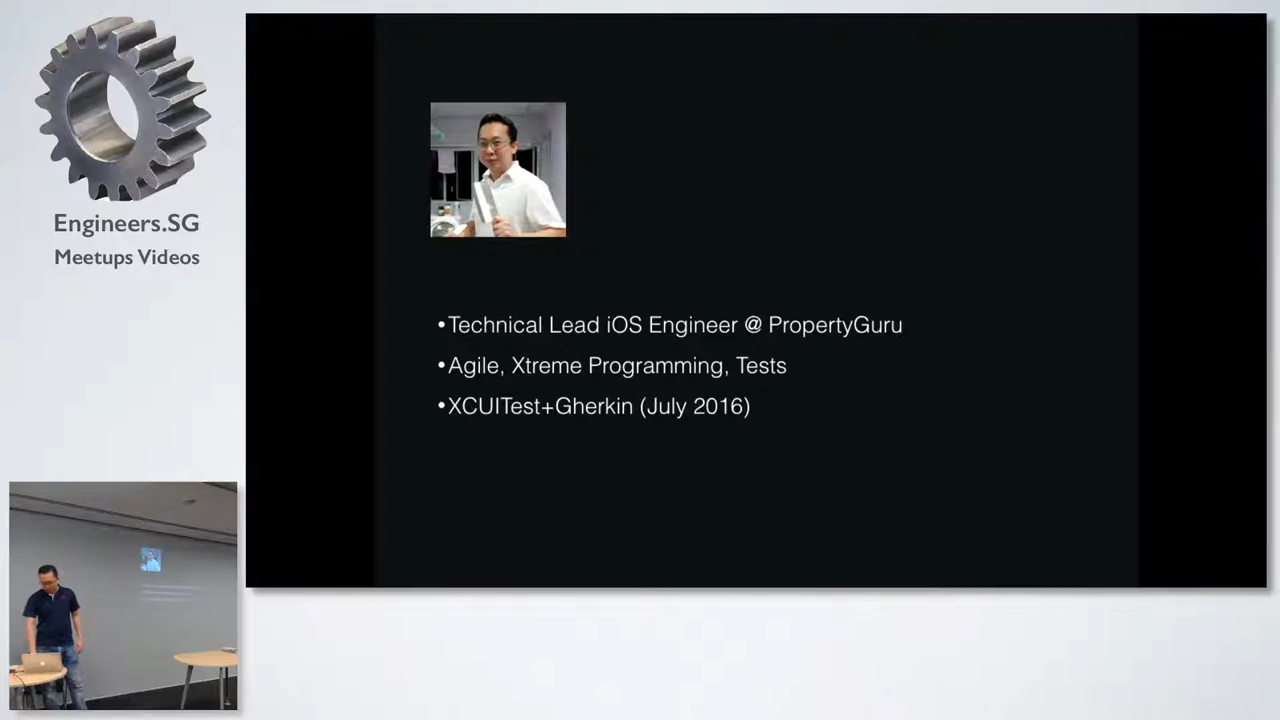 Engineers.SG
Meetups Videos
•Technical Lead iOS Engineer @ PropertyGuru
•Agile, Xtreme Programming, Tests
•XCUITest+Gherkin (July 2016)